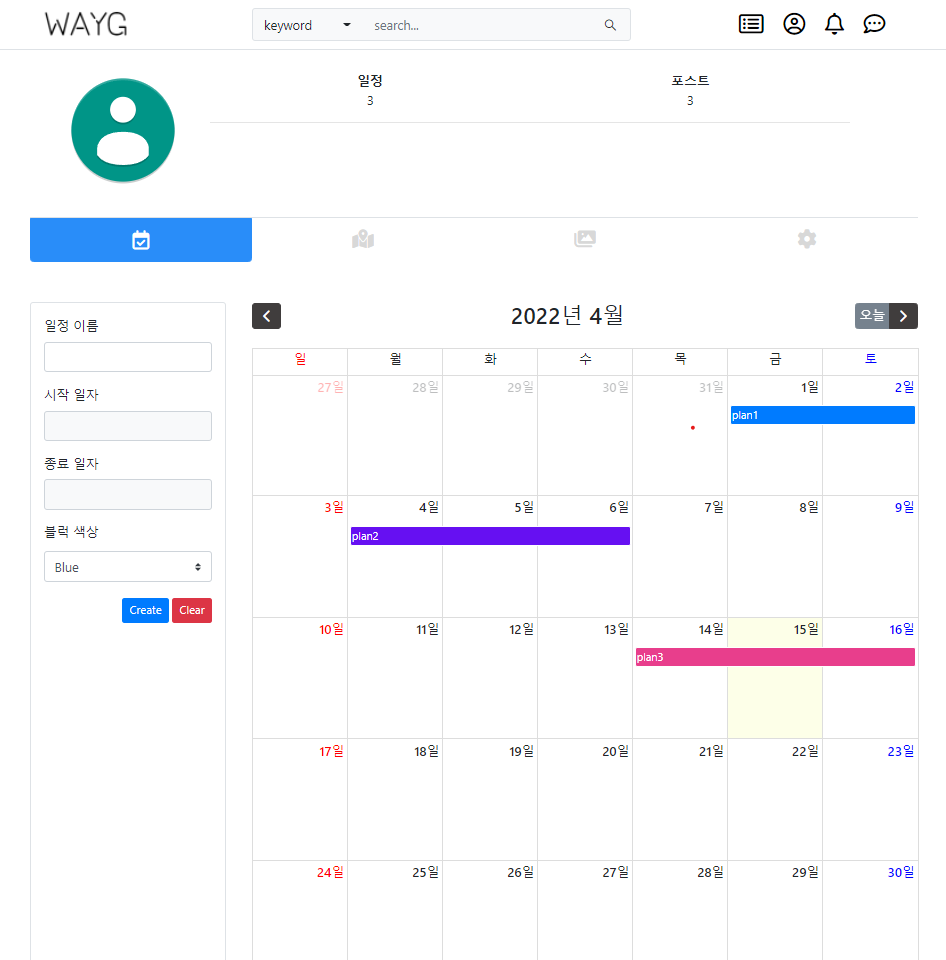 WAYG
keyword search...
일정 포스트
3 3
일정 이름
시작 일자
종료 일자
블럭 색상
Blue
Create Clear
2022년 4월
오늘
일 월 화 수 목 금 토
27일 28일 29일 30일 31일 1일 2일
plan1
3일 4일 5일 6일 7일 8일 9일
plan2
10일 11일 12일 13일 14일 15일 16일
plan3
17일 18일 19일 20일 21일 22일 23일
24일 25일 26일 27일 28일 29일 30일